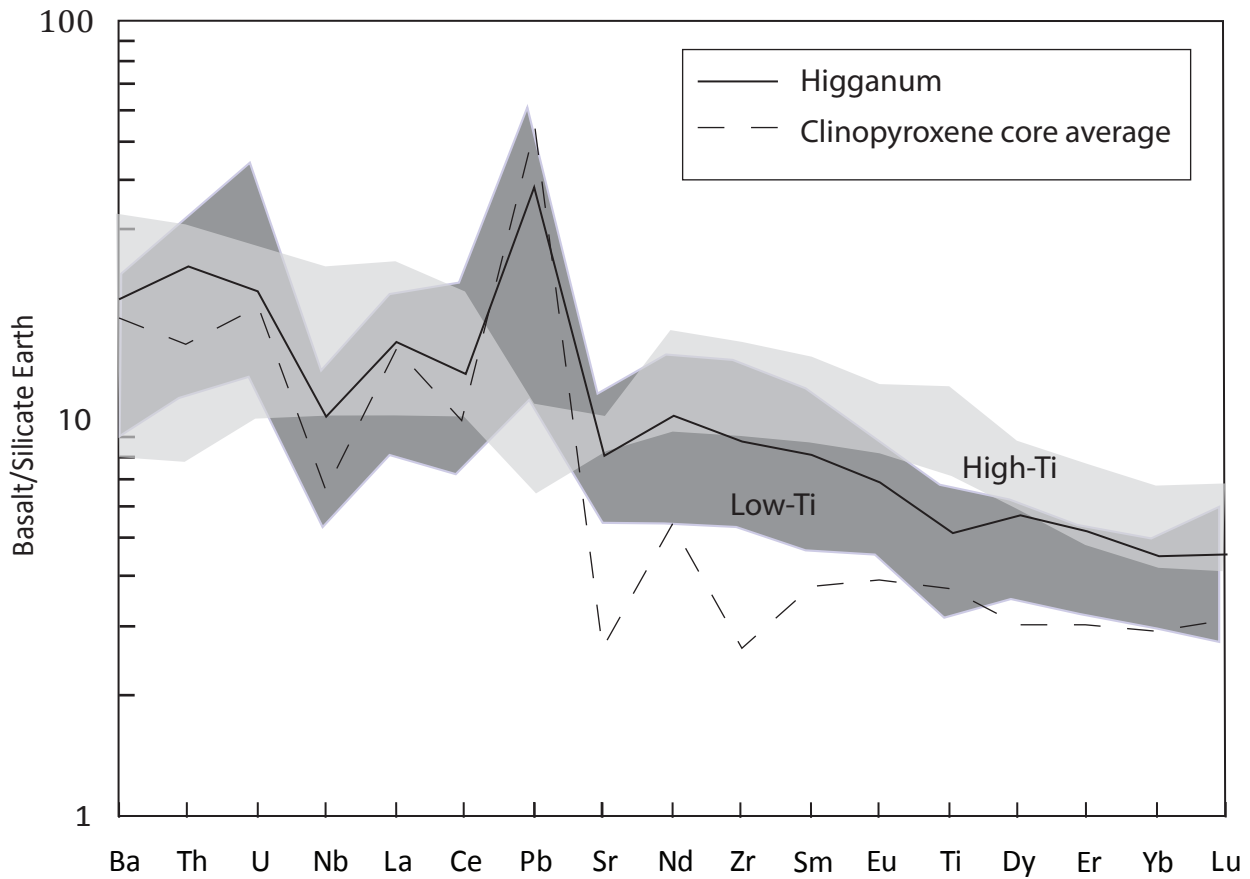 100
Higganum
Clinopyroxene core average
10
High-Ti
Low-Ti
Basalt/Silicate Earth
1
Ba Th U Nb La Ce Pb Sr Nd Zr Sm Eu Ti Dy Er Yb Lu